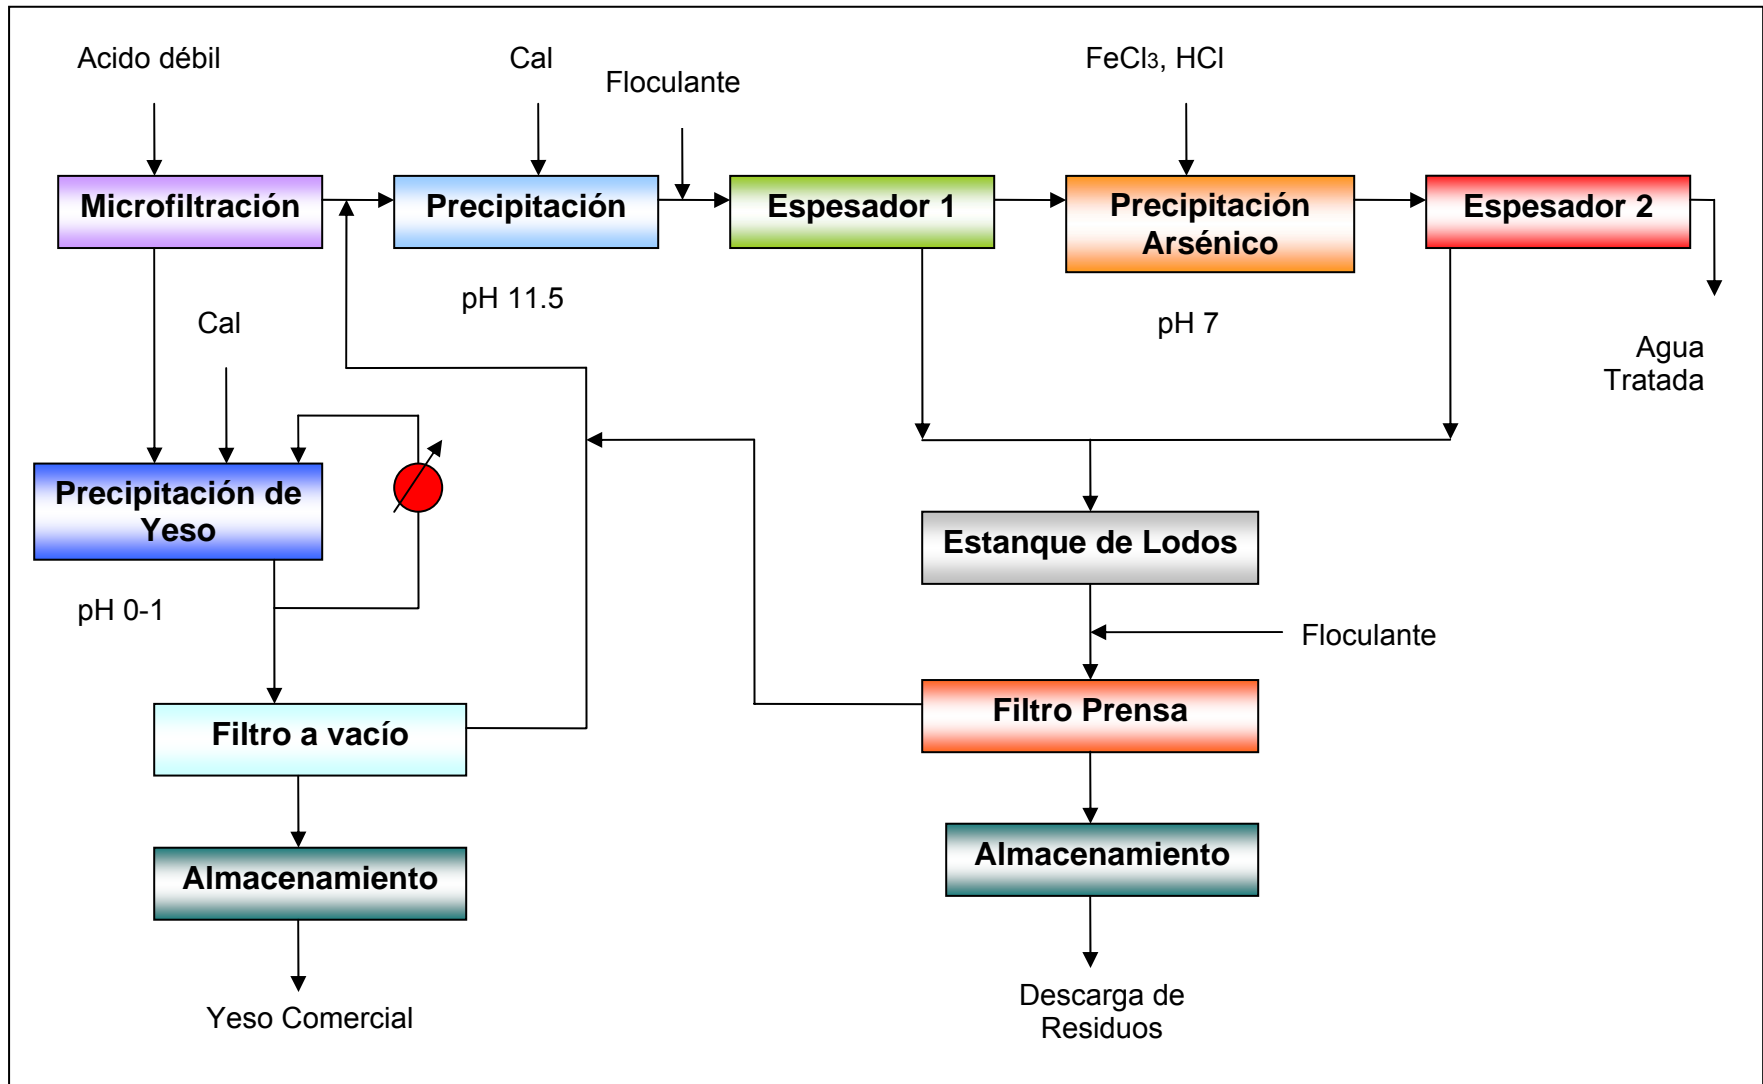 Acido débil
Cal
Floculante
FeCl3, HCl
Microfiltración
Precipitación
Espesador 1
Precipitación
Arsénico
Espesador 2
pH 11.5
pH 7
Cal
Agua
Tratada
Precipitación de
Yeso
Estanque de Lodos
pH 0-1
Floculante
Filtro a vacío
Filtro Prensa
Almacenamiento
Almacenamiento
Yeso Comercial
Descarga de
Residuos